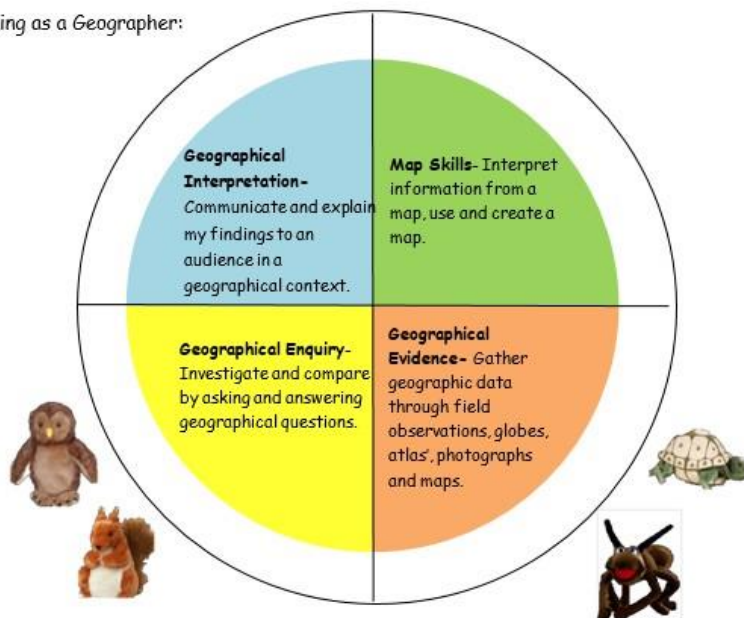 ing as a Geographer:
Geographical
Interpretation-
Communicate and explain
my findings to an
audience in a
geographical context.
Map Skills- Interpret
information from a
map, use and create a
map.
Geographical Enquiry-
Investigate and compare
by asking and answering
geographical questions.
Geographical
Evidence- Gather
geographic data
through field
observations, globes,
atlas’, photographs
and maps.